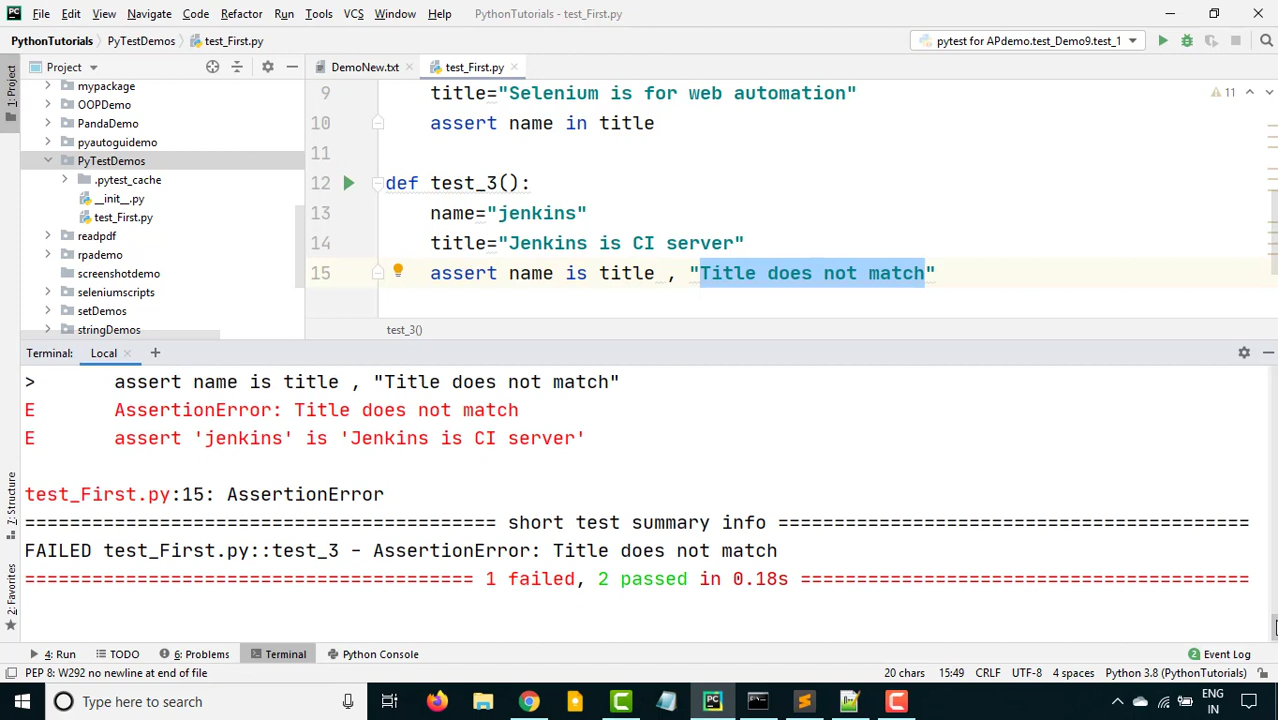 File Edit View Navigate Code Refactor Run Tools VCS Window Help PythonTutorials - test_First.py
PythonTutorials PyTestDemos test_First.py pytest for APdemo.test_Demo9.test_1
1: Project
Project
DemoNew.txt test_First.py
mypackage
OOPDemo
PandaDemo
pyautoguidemo
PyTestDemos
.pytest_cache
__init__.py
test_First.py
readpdf
rpademo
screenshotdemo
seleniumscripts
setDemos
stringDemos
11
9 title="Selenium is for web automation"
10 assert name in title
11
12 def test_3():
13 name="jenkins"
14 title="Jenkins is CI server"
15 assert name is title , "Title does not match"
test_3()
Terminal: Local
> assert name is title , "Title does not match"
E AssertionError: Title does not match
E assert 'jenkins' is 'Jenkins is CI server'
test_First.py:15: AssertionError
========================================== short test summary info ==========================================
FAILED test_First.py::test_3 - AssertionError: Title does not match
======================================== 1 failed, 2 passed in 0.18s ========================================
7: Structure
2: Favorites
4: Run TODO 6: Problems Terminal Python Console 2 Event Log
PEP 8: W292 no newline at end of file 20 chars 15:49 CRLF UTF-8 4 spaces Python 3.8 (PythonTutorials)
Type here to search
ENG
IN